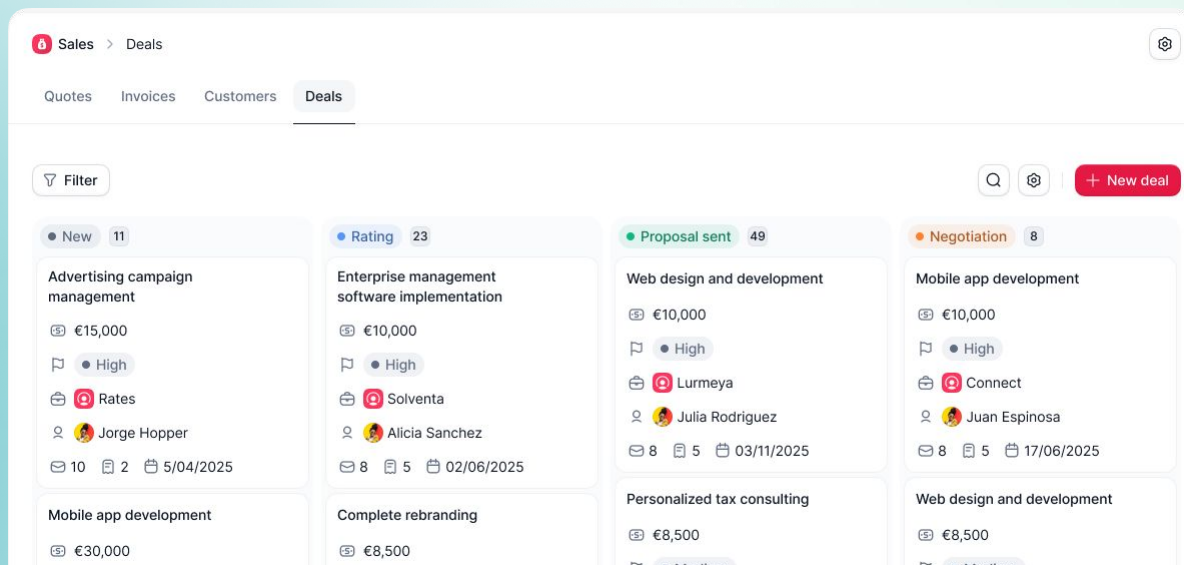 Sales > Deals
Quotes Invoices Customers Deals
Filter
New deal
New 11
Advertising campaign
management
€15,000
High
Rates
Jorge Hopper
10 2 5/04/2025
Mobile app development
€30,000
Rating 23
Enterprise management
software implementation
€10,000
High
Solventa
Alicia Sanchez
8 5 02/06/2025
Complete rebranding
€8,500
Proposal sent 49
Web design and development
€10,000
High
Lurmeya
Julia Rodriguez
8 5 03/11/2025
Personalized tax consulting
€8,500
Negotiation 8
Mobile app development
€10,000
High
Connect
Juan Espinosa
8 5 17/06/2025
Web design and development
€8,500